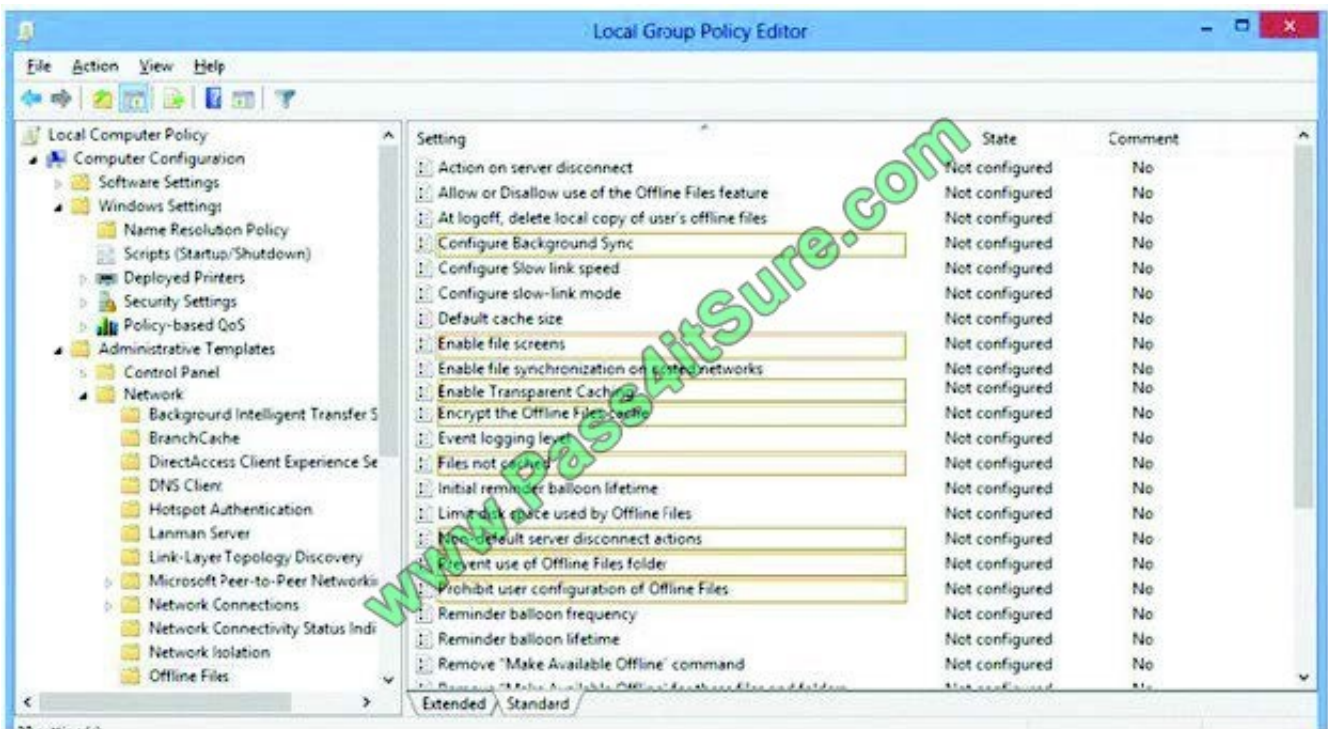 Local Group Policy Editor
File Action View Help
Local Computer Policy
Computer Configuration
Software Settings
Windows Settings
Name Resolution Policy
Scripts (Startup/Shutdown)
Deployed Printers
Security Settings
Policy-based QoS
Administrative Templates
Control Panel
Network
Background Intelligent Transfer S
BranchCache
DirectAccess Client Experience Se
DNS Client
Hotspot Authentication
Lanman Server
Link-Layer Topology Discovery
Microsoft Peer-to-Peer Networkin
Network Connections
Network Connectivity Status Indi
Network Isolation
Offline Files
Setting State Comment
Action on server disconnect Not configured No
Allow or Disallow use of the Offline Files feature Not configured No
At logoff, delete local copy of user's offline files Not configured No
Configure Background Sync Not configured No
Configure Slow link speed Not configured No
Configure slow-link mode Not configured No
Default cache size Not configured No
Enable file screens Not configured No
Enable file synchronization on costed networks Not configured No
Enable Transparent Caching Not configured No
Encrypt the Offline Files cache Not configured No
Event logging level Not configured No
Files not cached Not configured No
Initial reminder balloon lifetime Not configured No
Limit disk space used by Offline Files Not configured No
Non-default server disconnect actions Not configured No
Prevent use of Offline Files folder Not configured No
Prohibit user configuration of Offline Files Not configured No
Reminder balloon frequency Not configured No
Reminder balloon lifetime Not configured No
Remove "Make Available Offline" command Not configured No
Extended Standard
www.Pass4itSure.com